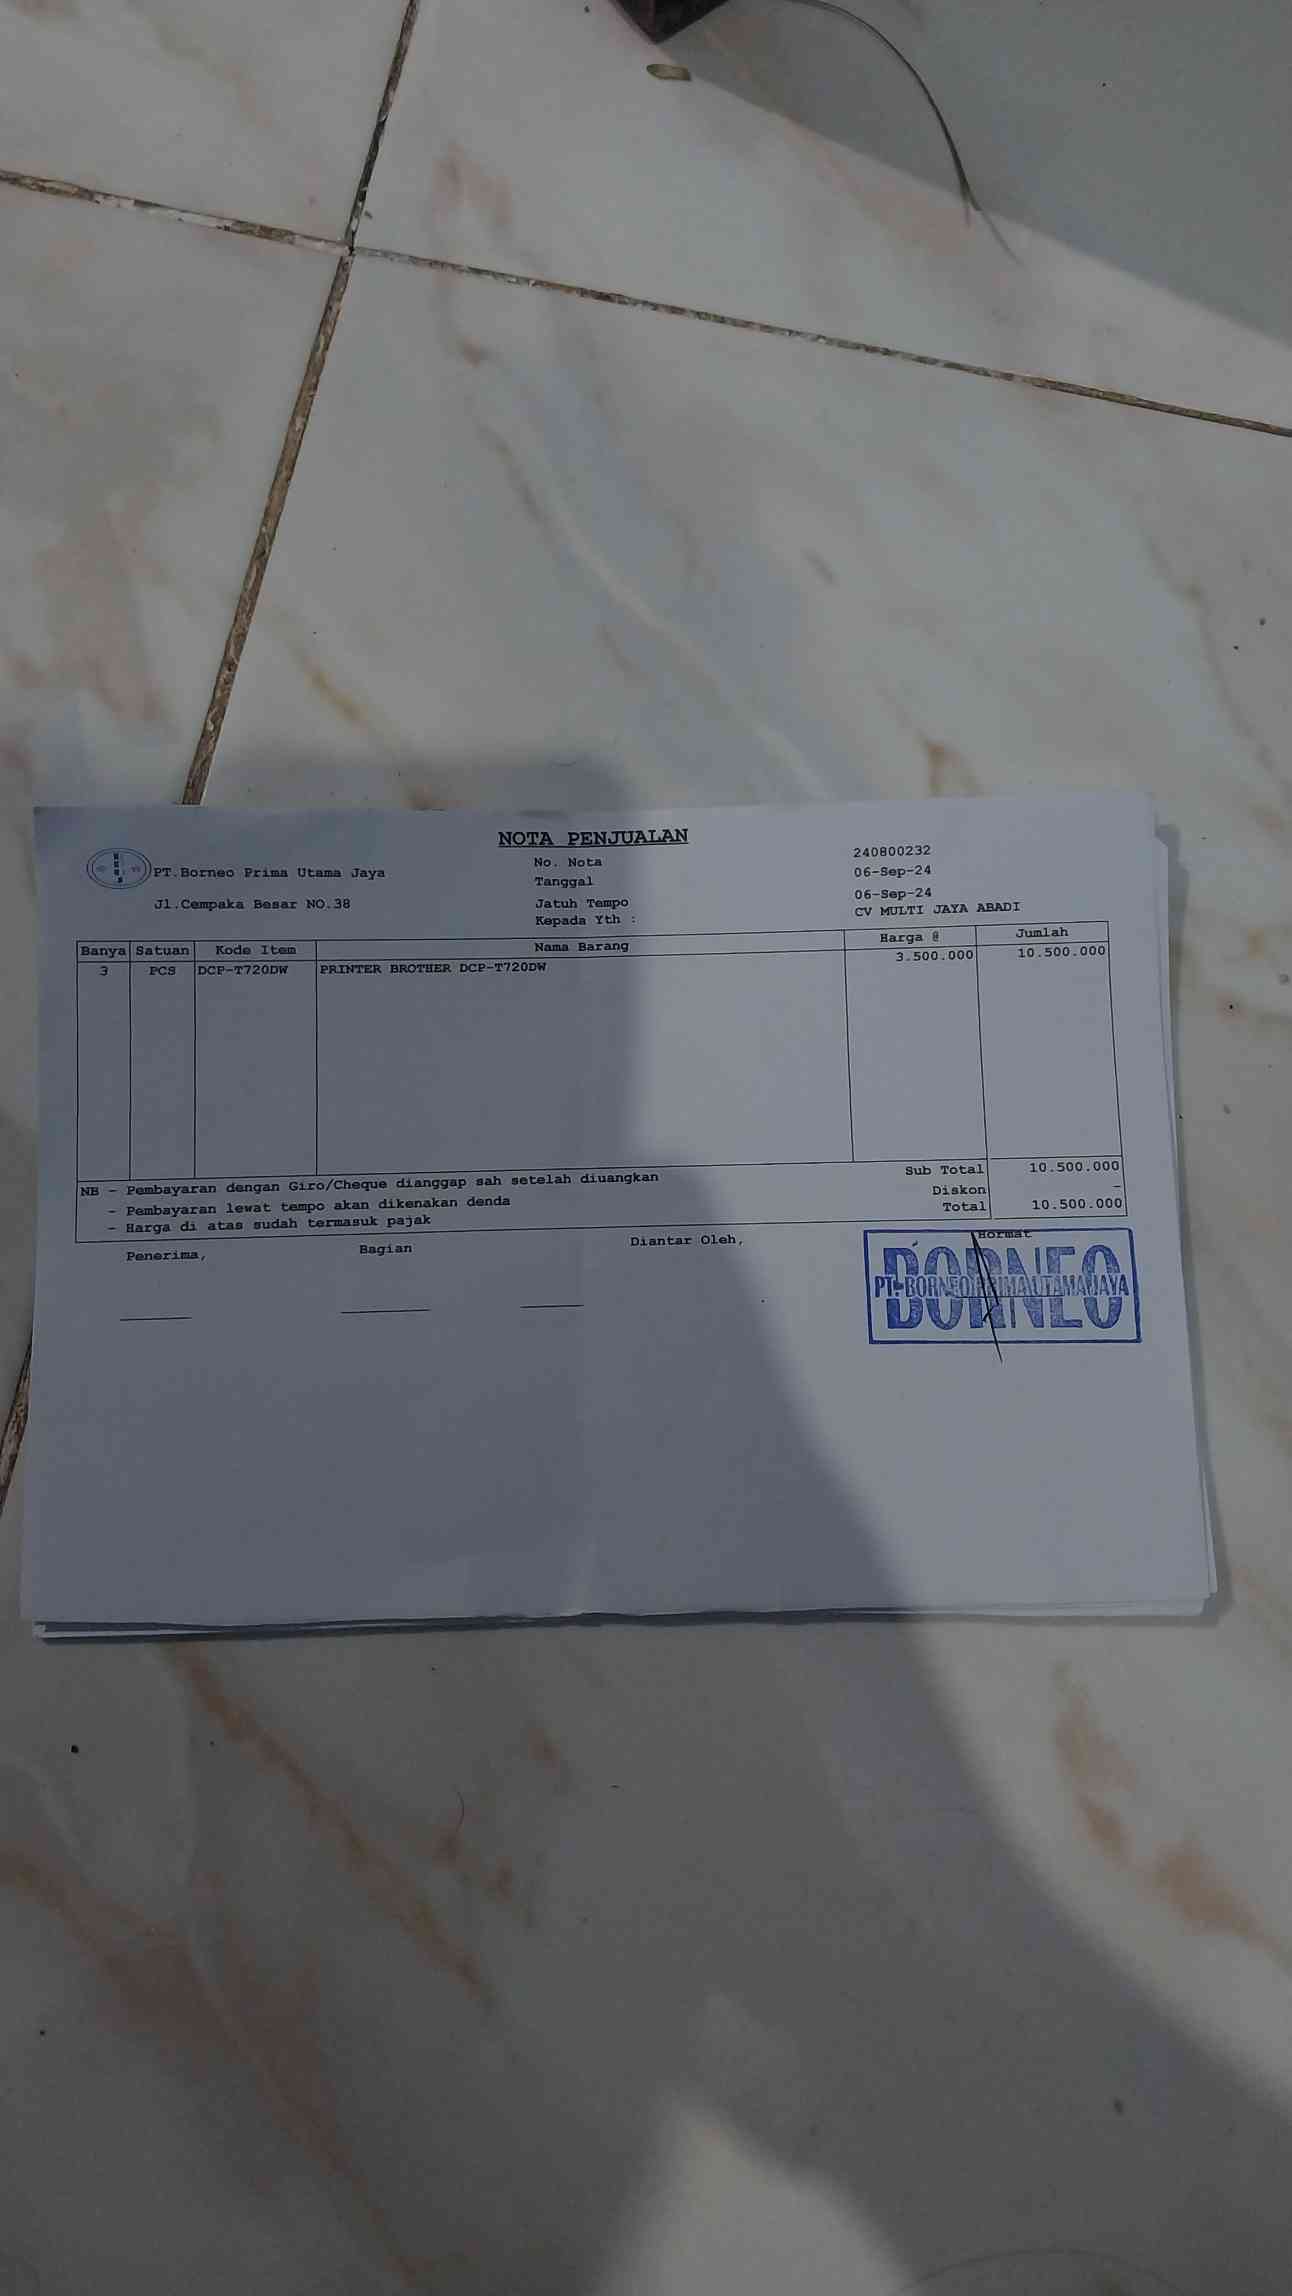 NOTA PENJUALAN
PT.Borneo Prima Utama Jaya
Jl.Cempaka Besar NO.38
No. Nota 240800232
Tanggal 06-Sep-24
Jatuh Tempo 06-Sep-24
Kepada Yth : CV MULTI JAYA ABADI
Banya Satuan Kode Item Nama Barang Harga @ Jumlah
3 PCS DCP-T720DW PRINTER BROTHER DCP-T720DW 3.500.000 10.500.000
NB - Pembayaran dengan Giro/Cheque dianggap sah setelah diuangkan
- Pembayaran lewat tempo akan dikenakan denda
- Harga di atas sudah termasuk pajak
Sub Total 10.500.000
Diskon -
Total 10.500.000
Penerima, Bagian Diantar Oleh, Hormat
BORNEO
PT. BORNEO PRIMA UTAMA JAYA